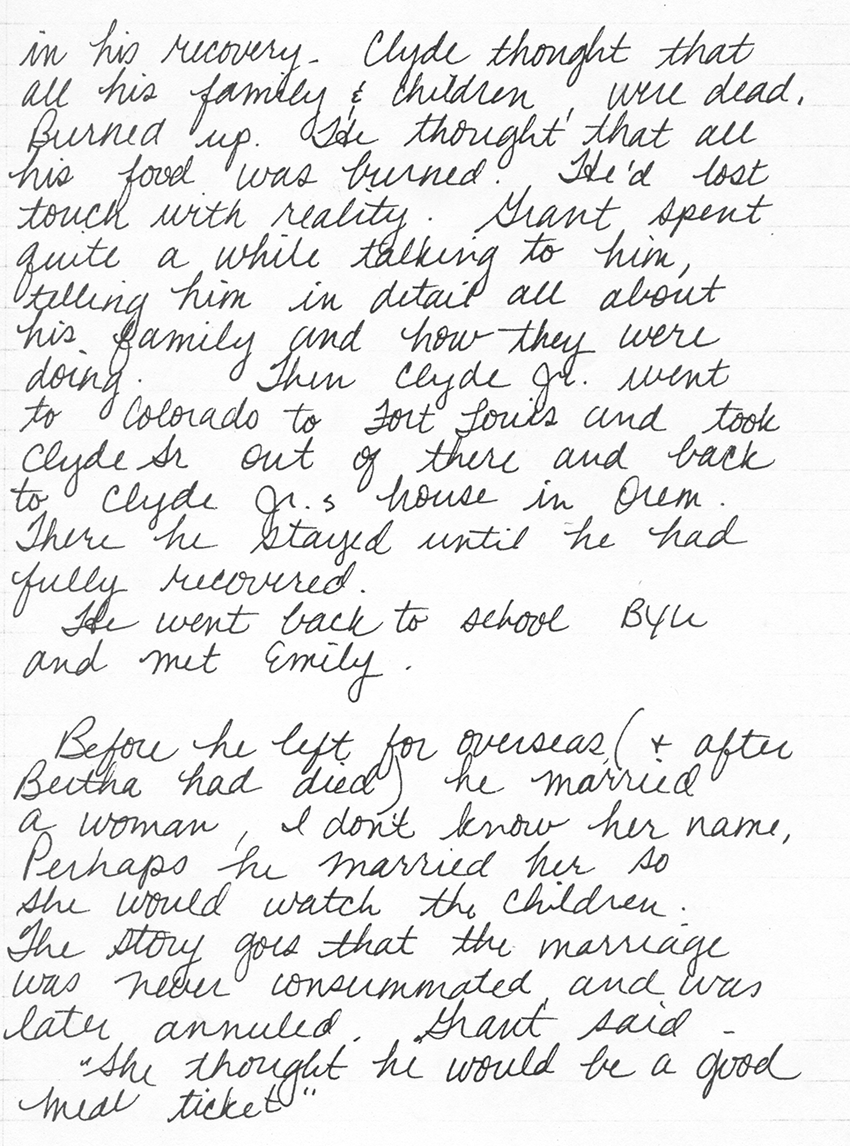 in his recovery. Clyde thought that
all his family & children, were dead.
Burned up. He thought that all
his food was burned. He'd lost
touch with reality. Grant spent
quite a while talking to him,
telling him in detail all about
his family and how they were
doing. Then Clyde Jr. went
to Colorado to Fort Louis and took
Clyde Sr out of there and back
to Clyde Jr.s house in Orem.
There he stayed until he had
fully recovered.
He went back to school BYU
and met Emily.
Before he left for overseas (+ after
Bertha had died) he married
a woman, I don't know her name,
Perhaps he married her so
she would watch the children.
The story goes that the marriage
was never consummated and was
later annuled. Grant said -
"She thought he would be a good
meal ticket"